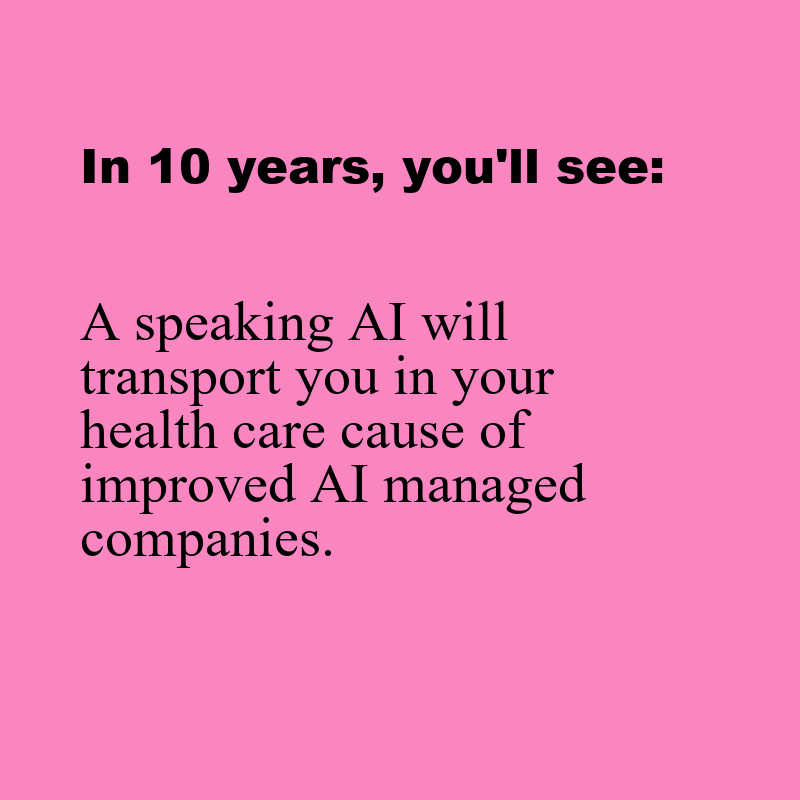 In 10 years, you'll see:
A speaking AI will
transport you in your
health care cause of
improved AI managed
companies.